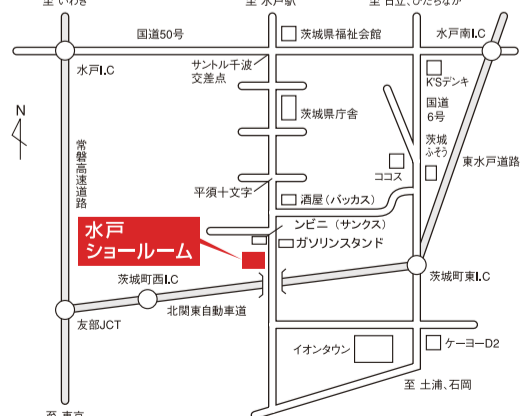 至 いわき
至 水戸駅
至 日立、ひたちなか
国道50号
茨城県福祉会館
水戸南I.C
水戸I.C
サントル千波
交差点
K'Sデンキ
国道
6号
N
茨城県庁舎
茨城
ふそう
東水戸道路
常磐高速道路
ココス
平須十文字
酒屋（バッカス）
水戸
ショールーム
ンビニ（サンクス）
ガソリンスタンド
茨城町西I.C
茨城町東I.C
北関東自動車道
友部JCT
イオンタウン
ケーヨーD2
至 土浦、石岡
至 東京